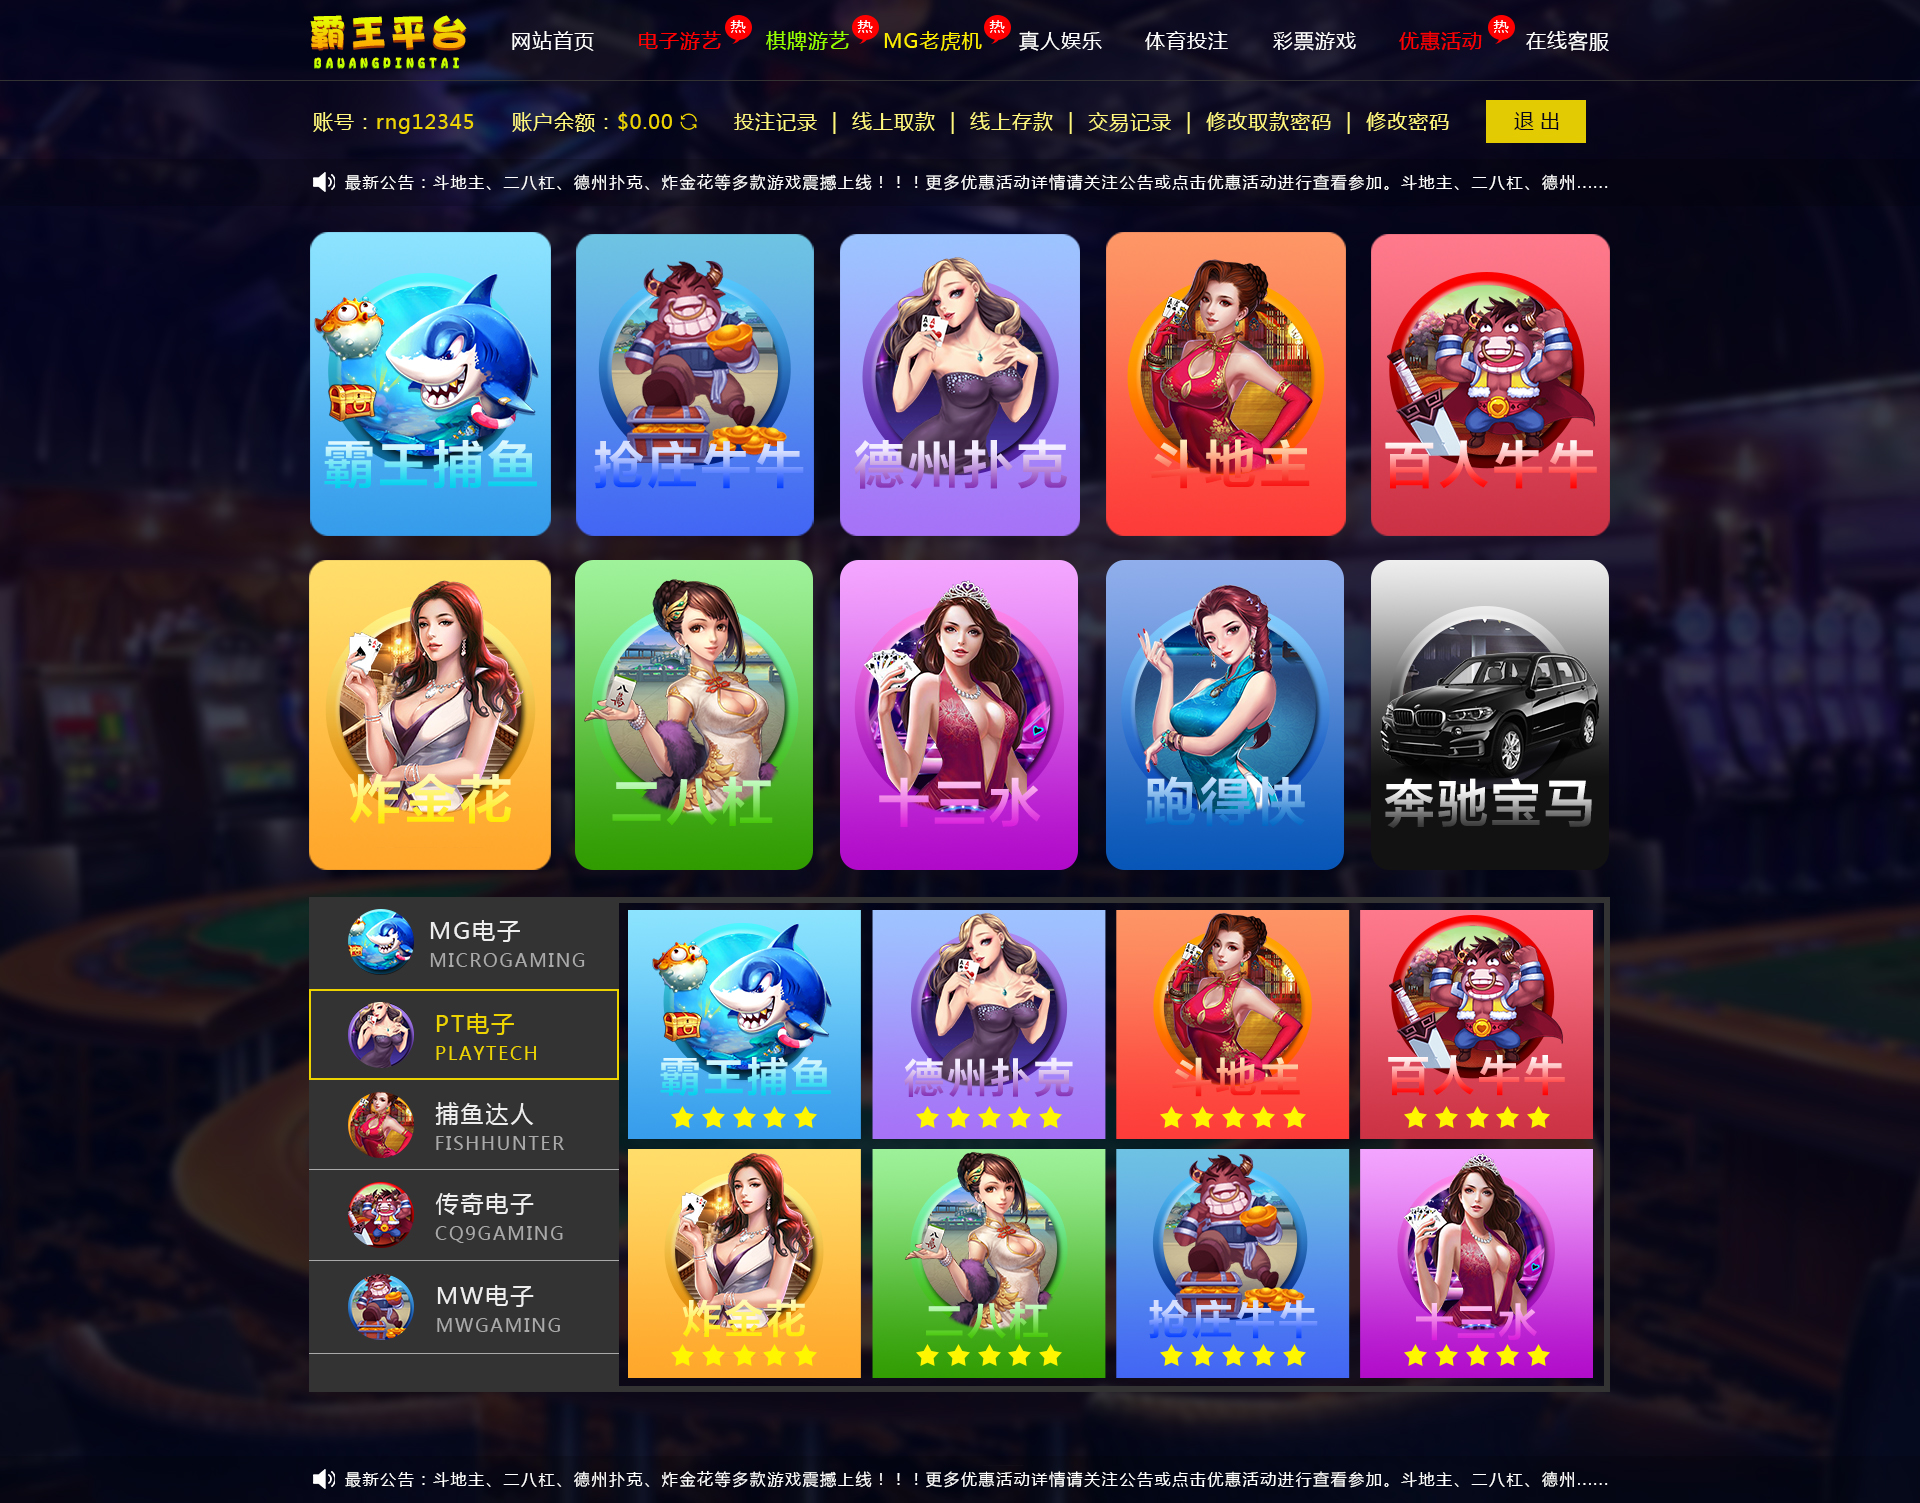 霸王平台
BAWANGPINGTAI
网站首页 电子游艺 热 棋牌游艺 热 MG老虎机 热 真人娱乐 体育投注 彩票游戏 优惠活动 热 在线客服
账号：rng12345 账户余额：$0.00 投注记录 | 线上取款 | 线上存款 | 交易记录 | 修改取款密码 | 修改密码 退 出
最新公告：斗地主、二八杠、德州扑克、炸金花等多款游戏震撼上线！！！更多优惠活动详情请关注公告或点击优惠活动进行查看参加。斗地主、二八杠、德州......
霸王捕鱼 抢庄牛牛 德州扑克 斗地主 百人牛牛
炸金花 二八杠 十三水 跑得快 奔驰宝马
MG电子
MICROGAMING
PT电子
PLAYTECH
捕鱼达人
FISHHUNTER
传奇电子
CQ9GAMING
MW电子
MWGAMING
霸王捕鱼 德州扑克 斗地主 百人牛牛
炸金花 二八杠 抢庄牛牛 十三水
最新公告：斗地主、二八杠、德州扑克、炸金花等多款游戏震撼上线！！！更多优惠活动详情请关注公告或点击优惠活动进行查看参加。斗地主、二八杠、德州......